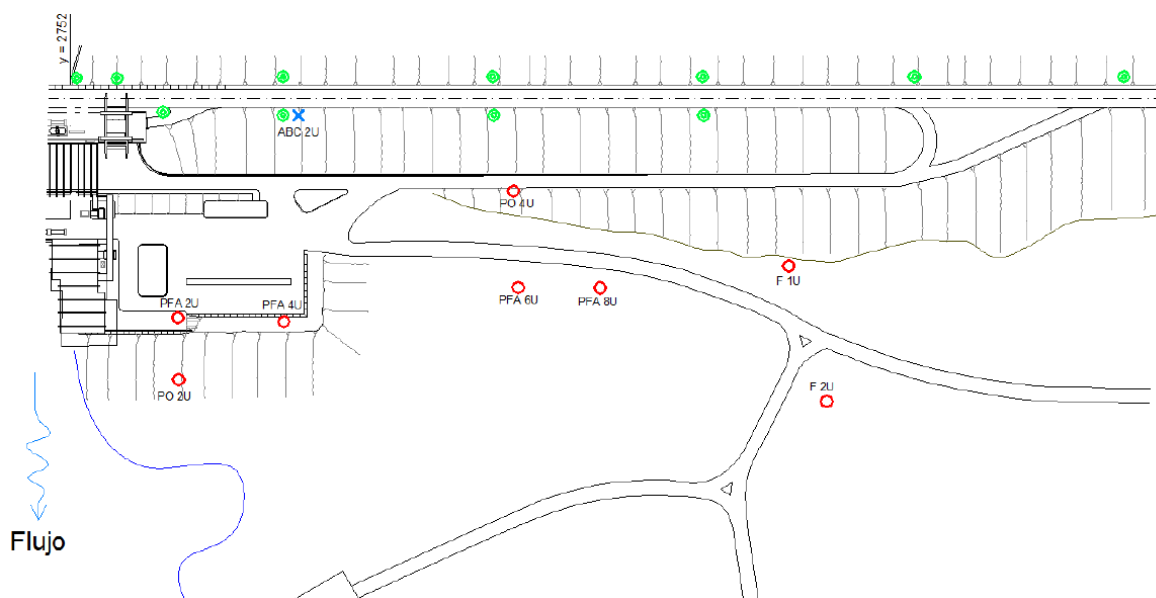 y = 2752
ABC 2U
PO 4U
F 1U
PFA 6U
PFA 8U
PFA 2U
PFA 4U
PO 2U
F 2U
Flujo